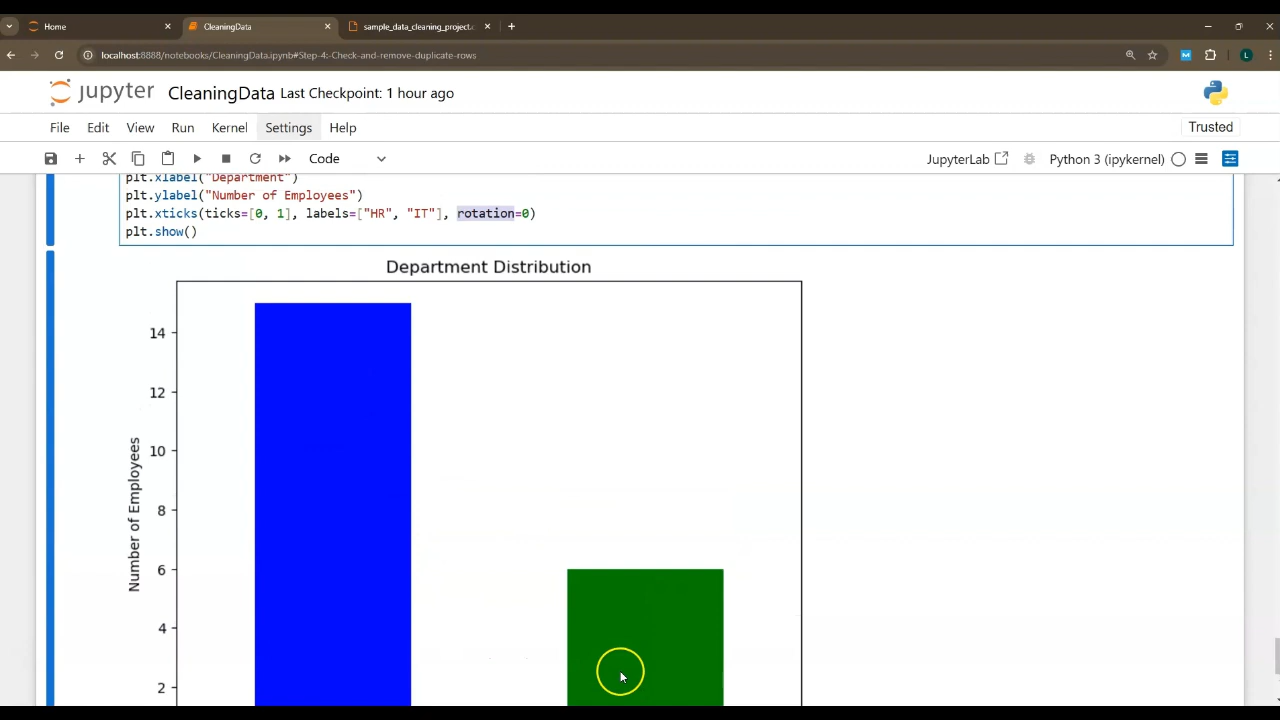 Home
CleaningData
sample_data_cleaning_project.c
localhost:8888/notebooks/CleaningData.ipynb#Step-4:-Check-and-remove-duplicate-rows
L
jupyter CleaningData Last Checkpoint: 1 hour ago
File Edit View Run Kernel Settings Help
Trusted
Code
JupyterLab
Python 3 (ipykernel)
plt.xlabel("Department")
plt.ylabel("Number of Employees")
plt.xticks(ticks=[0, 1], labels=["HR", "IT"], rotation=0)
plt.show()
Department Distribution
14
12
10
8
6
4
2
Number of Employees